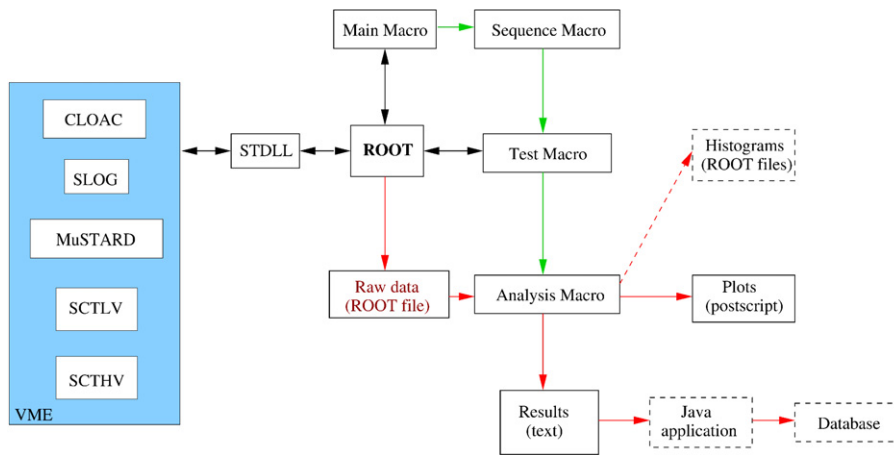 Main Macro
Sequence Macro
CLOAC
STDLL
ROOT
Test Macro
Histograms
(ROOT files)
SLOG
MuSTARD
Raw data
(ROOT file)
Analysis Macro
Plots
(postscript)
SCTLV
SCTHV
VME
Results
(text)
Java
application
Database